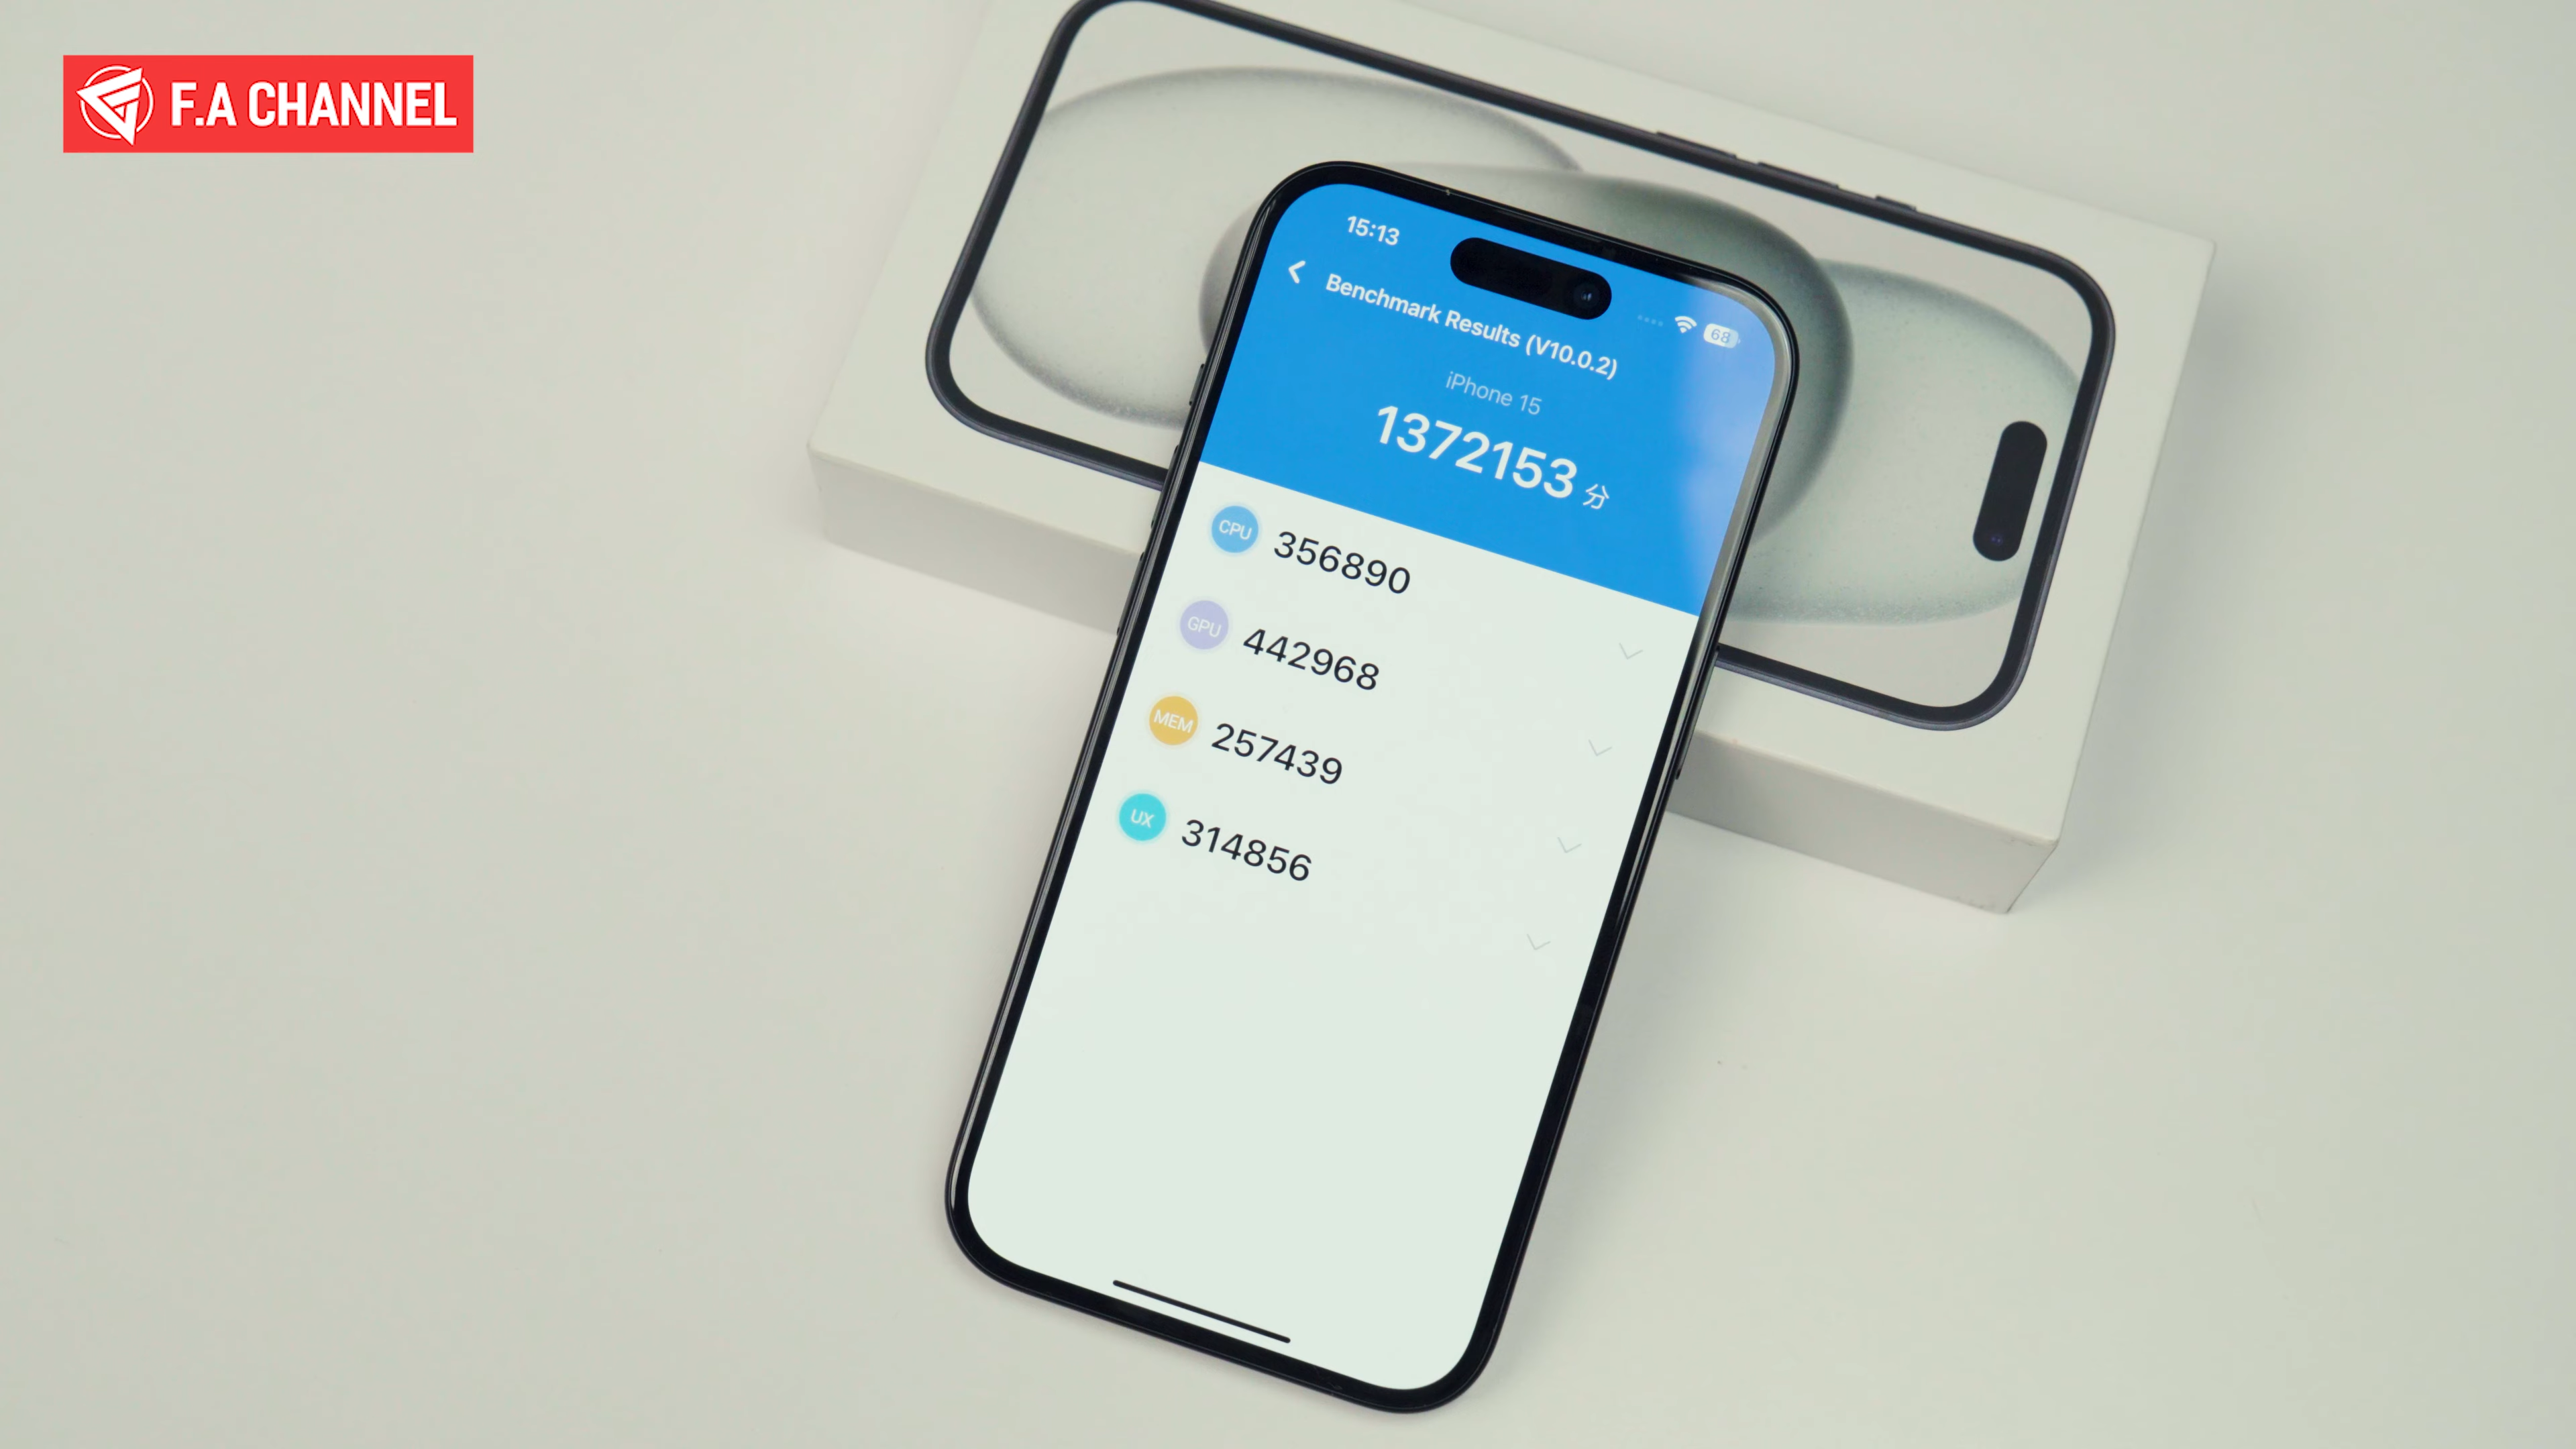 F.A CHANNEL
15:13
68
Benchmark Results (V10.0.2)
iPhone 15
1372153 分
CPU 356890
GPU 442968
MEM 257439
UX 314856